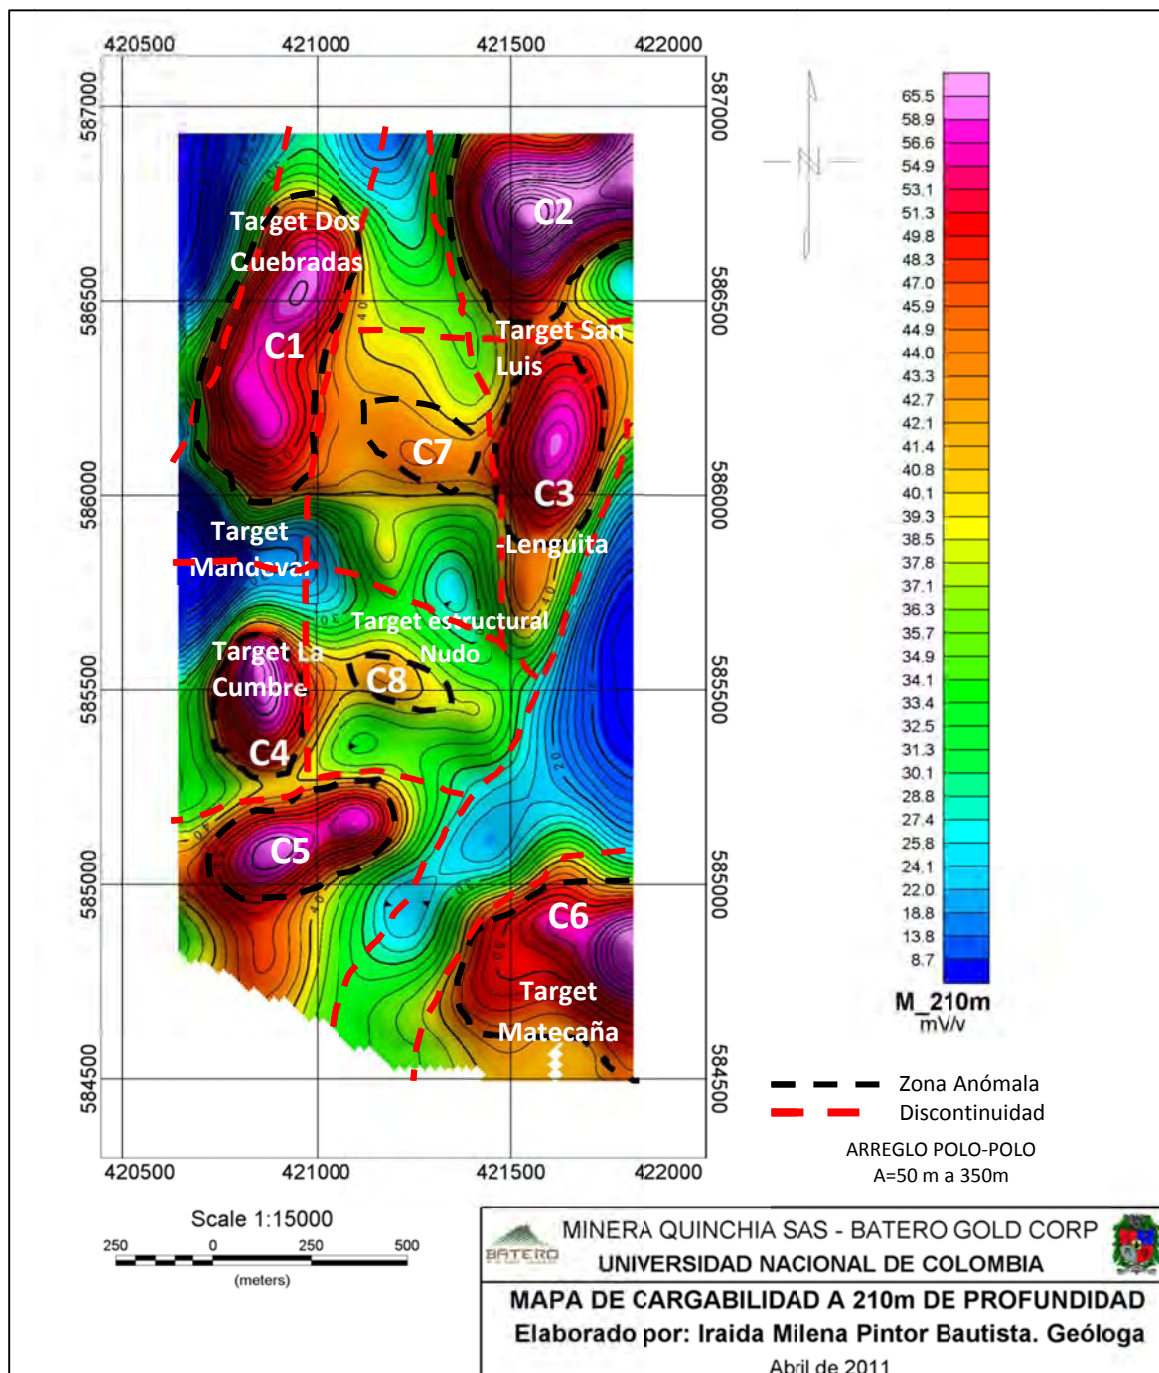 420500 421000 421500 422000
587000 587000
Target Dos
Quebradas
C2
586500 586500
C1
Target San
Luis
C7
C3
586000 586000
Target
Mandeval
-Lenguita
Target estructural
Nudo
Target La
Cumbre
C8
585500 585500
C4
C5
585000 585000
C6
Target
Matecaña
584500 584500
420500 421000 421500 422000
65.5
58.9
56.6
54.9
53.1
51.3
49.8
48.3
47.0
45.9
44.9
44.0
43.3
42.7
42.1
41.4
40.8
40.1
39.3
38.5
37.8
37.1
36.3
35.7
34.9
34.1
33.4
32.5
31.3
30.1
28.8
27.4
25.8
24.1
22.0
18.8
13.8
8.7
M_210m
mV/v
Zona Anómala
Discontinuidad
ARREGLO POLO-POLO
A=50 m a 350m
Scale 1:15000
250 0 250 500
(meters)
BATERO
MINERA QUINCHIA SAS - BATERO GOLD CORP
UNIVERSIDAD NACIONAL DE COLOMBIA
MAPA DE CARGABILIDAD A 210m DE PROFUNDIDAD
Elaborado por: Iraida Milena Pintor Bautista. Geóloga
Abril de 2011